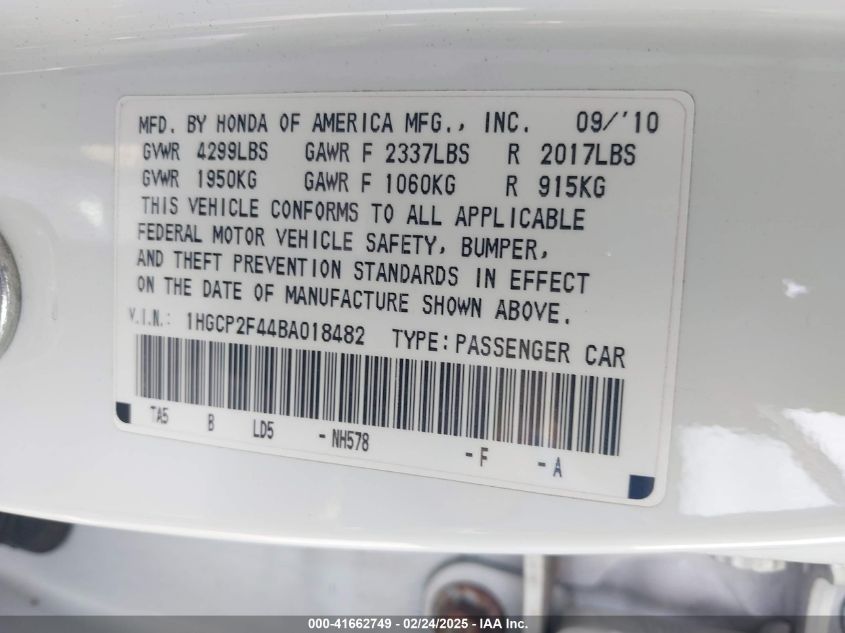 MFD. BY HONDA OF AMERICA MFG., INC. 09/'10
GVWR 4299LBS GAWR F 2337LBS R 2017LBS
GVWR 1950KG GAWR F 1060KG R 915KG
THIS VEHICLE CONFORMS TO ALL APPLICABLE
FEDERAL MOTOR VEHICLE SAFETY, BUMPER,
AND THEFT PREVENTION STANDARDS IN EFFECT
ON THE DATE OF MANUFACTURE SHOWN ABOVE.
V.I.N.: 1HGCP2F44BA018482 TYPE:PASSENGER CAR
TA5 B LD5 -NH578 -F -A
000-41662749 - 02/24/2025 - IAA Inc.